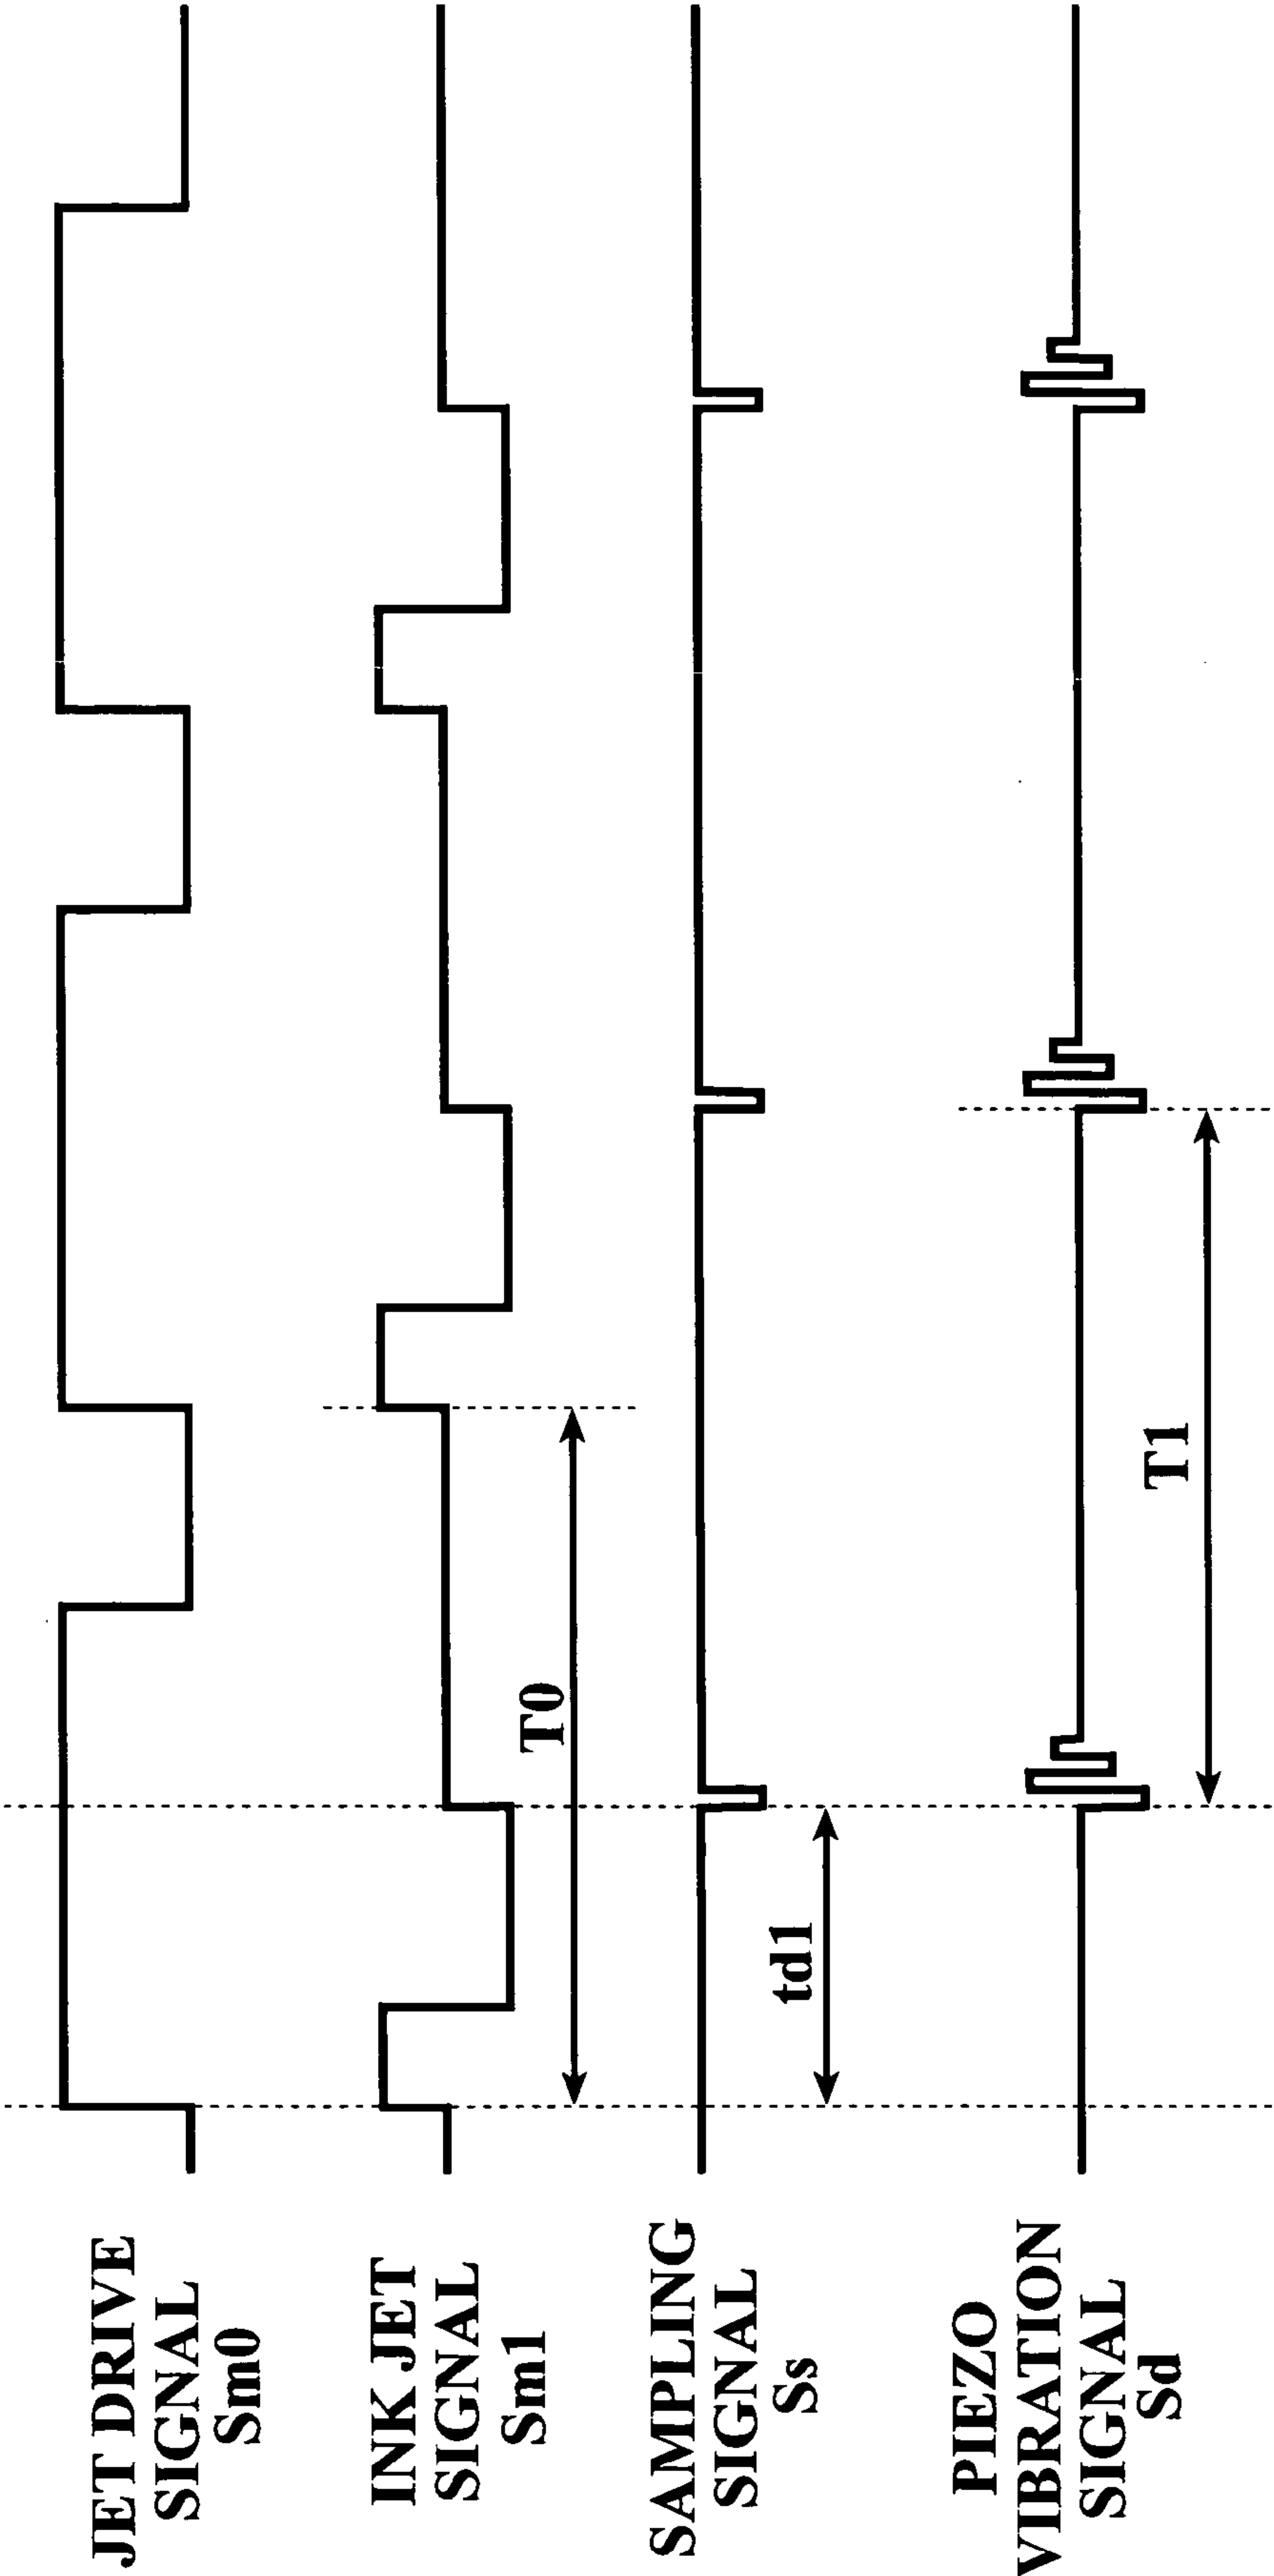 JET DRIVE
SIGNAL
Sm0
INK JET
SIGNAL
Sm1
T0
SAMPLING
SIGNAL
Ss
td1
PIEZO
VIBRATION
SIGNAL
Sd
T1